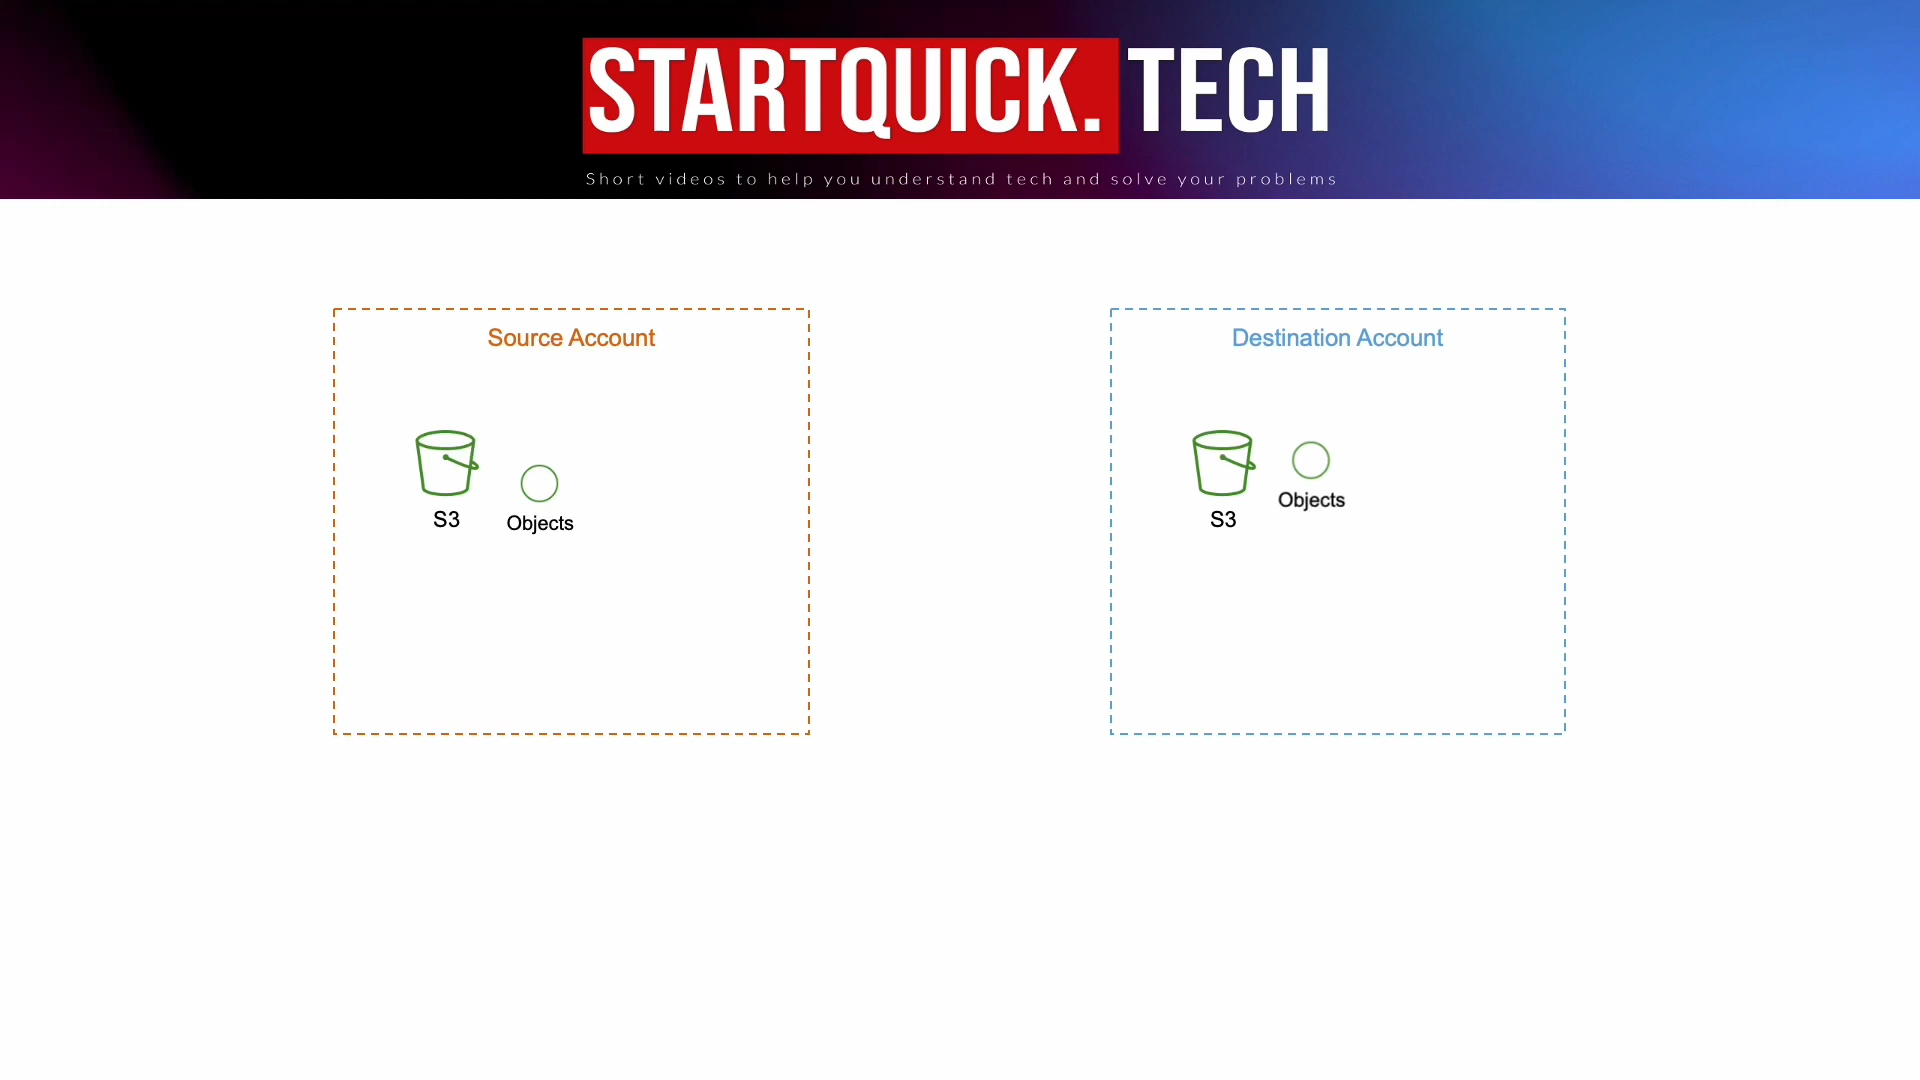 STARTQUICK. TECH
Short videos to help you understand tech and solve your problems
Source Account
Destination Account
S3
Objects
S3
Objects